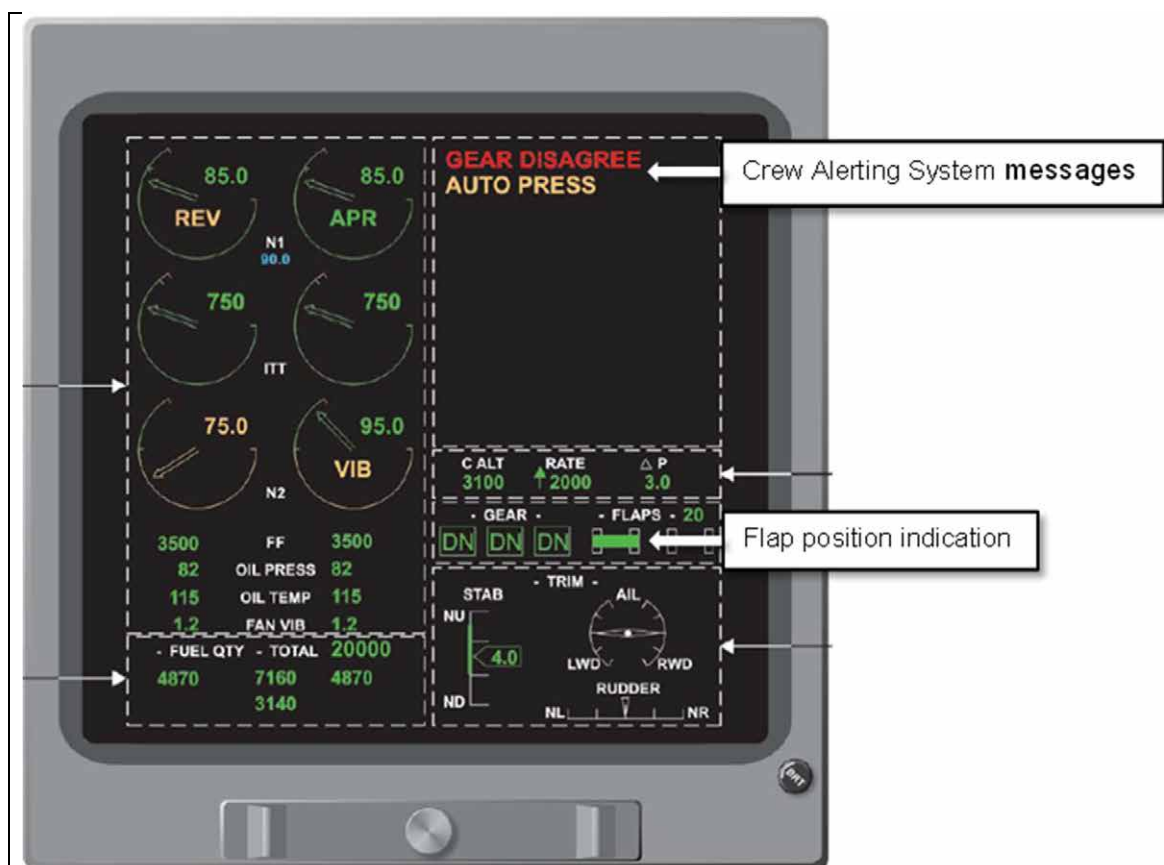 85.0 85.0
REV APR
N1
90.0
750 750
ITT
75.0 95.0
VIB
N2
3500 FF 3500
82 OIL PRESS 82
115 OIL TEMP 115
1.2 FAN VIB 1.2
- FUEL QTY - TOTAL 20000
4870 7160 4870
3140
GEAR DISAGREE
AUTO PRESS
Crew Alerting System messages
C ALT RATE △ P
3100 2000 3.0
- GEAR - - FLAPS - 20
DN DN DN
Flap position indication
- TRIM -
STAB AIL
NU
4.0
LWD RWD
ND
RUDDER
NL NR
BRT